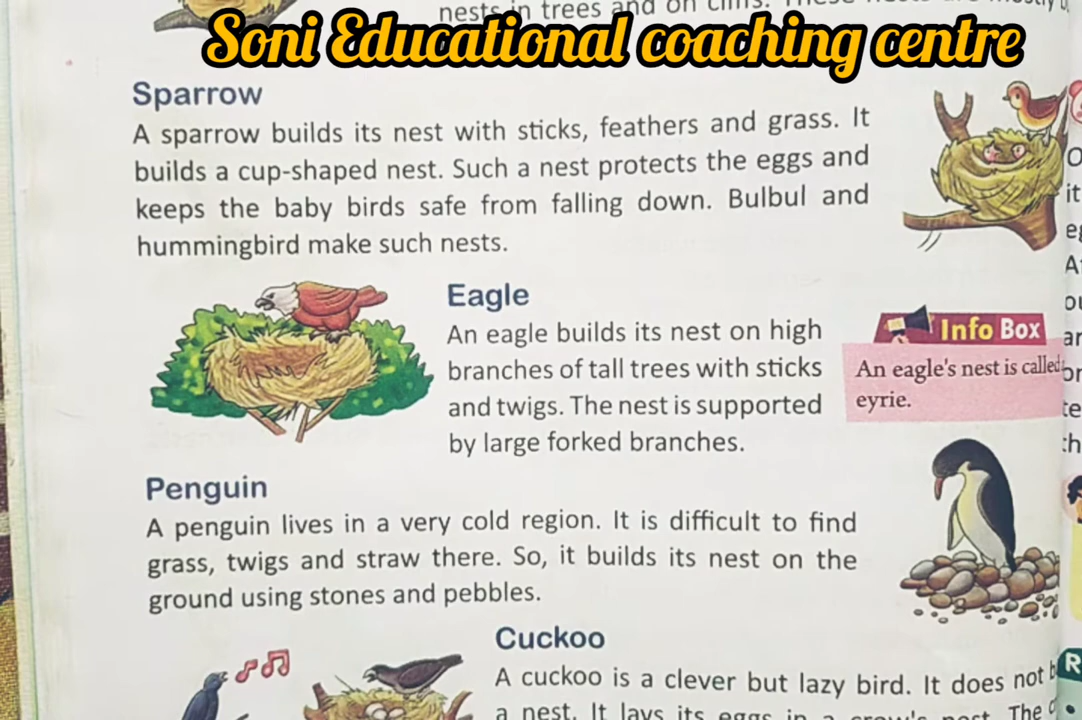 nests in trees and on cliffs. These nests are mostly
Soni Educational coaching centre
Sparrow
A sparrow builds its nest with sticks, feathers and grass. It
builds a cup-shaped nest. Such a nest protects the eggs and
keeps the baby birds safe from falling down. Bulbul and
hummingbird make such nests.
Eagle
An eagle builds its nest on high
branches of tall trees with sticks
and twigs. The nest is supported
by large forked branches.
Info Box
An eagle's nest is called
eyrie.
Penguin
A penguin lives in a very cold region. It is difficult to find
grass, twigs and straw there. So, it builds its nest on the
ground using stones and pebbles.
Cuckoo
A cuckoo is a clever but lazy bird. It does not
a nest. It lays its eggs in a crow's nest. The